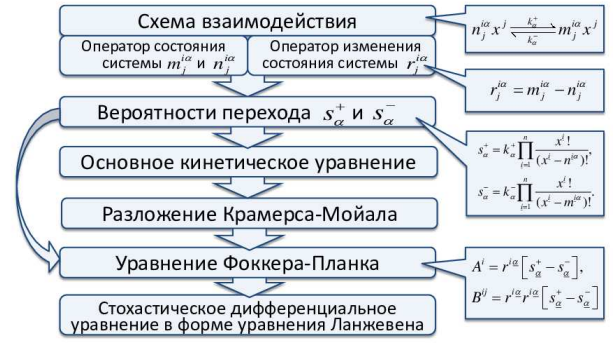 Схема взаимодействия
n_j^{iα} x^j ⇌ m_j^{iα} x^j (k_α^+, k_α^-)
Оператор состояния
системы m_j^{iα} и n_j^{iα}
Оператор изменения
состояния системы r_j^{iα}
r_j^{iα} = m_j^{iα} − n_j^{iα}
Вероятности перехода s_α^+ и s_α^-
s_α^+ = k_α^+ ∏_{i=1}^{n} x^i! / (x^i − n^{iα})!,
s_α^- = k_α^- ∏_{i=1}^{n} x^i! / (x^i − m^{iα})!.
Основное кинетическое уравнение
Разложение Крамерса-Мойала
Уравнение Фоккера-Планка
A^i = r^{iα} [s_α^+ − s_α^-],
B^{ij} = r^{iα} r^{iα} [s_α^+ − s_α^-]
Стохастическое дифференциальное
уравнение в форме уравнения Ланжевена